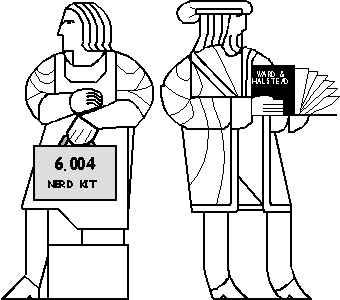 6.004
NERD KIT
WARD &
HALSTEAD